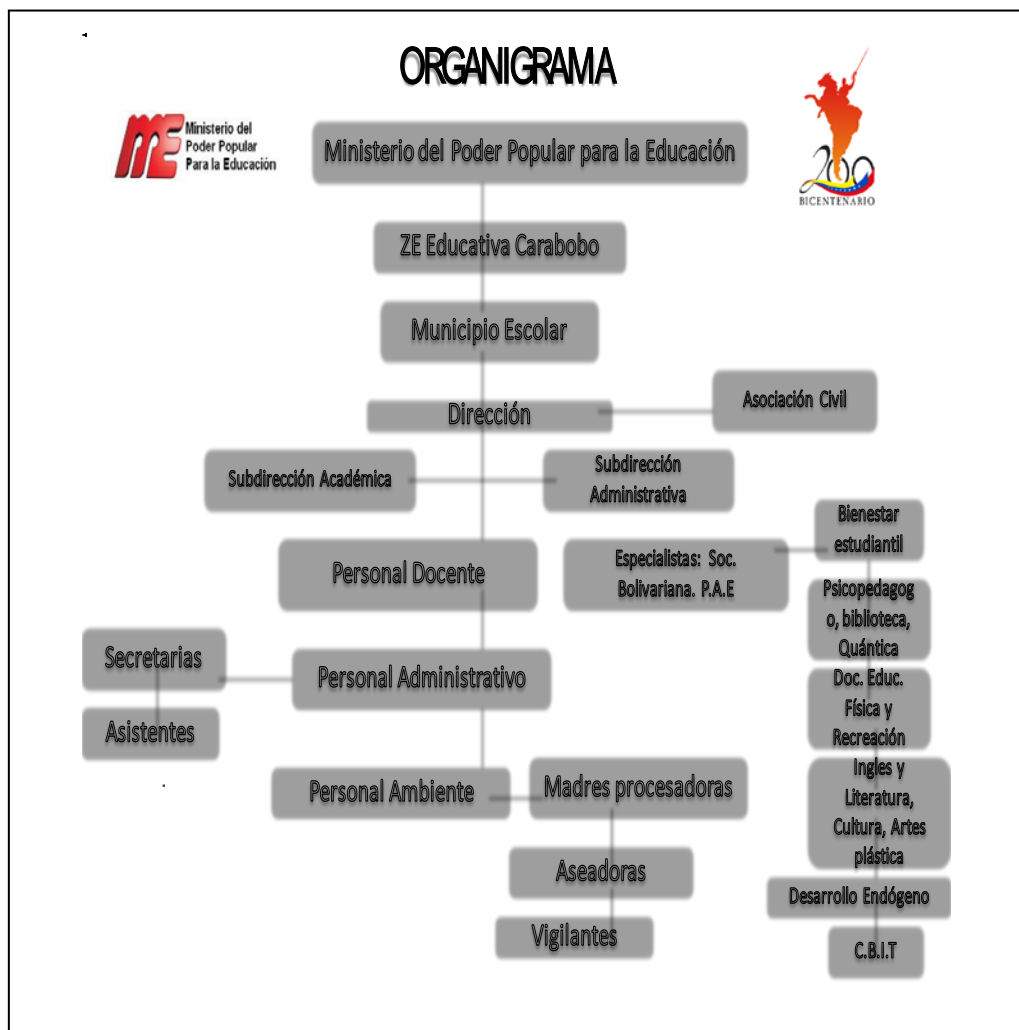 ORGANIGRAMA
Ministerio del
Poder Popular
Para la Educación
Ministerio del Poder Popular para la Educación
200
BICENTENARIO
ZE Educativa Carabobo
Municipio Escolar
Dirección
Asociación Civil
Subdirección Académica
Subdirección
Administrativa
Personal Docente
Especialistas: Soc.
Bolivariana. P.A.E
Bienestar
estudiantil
Psicopedagog
o, biblioteca,
Quántica
Doc. Educ.
Física y
Recreación
Ingles y
Literatura,
Cultura, Artes
plástica
Desarrollo Endógeno
C.B.I.T
Secretarias
Asistentes
Personal Administrativo
Personal Ambiente
Madres procesadoras
Aseadoras
Vigilantes